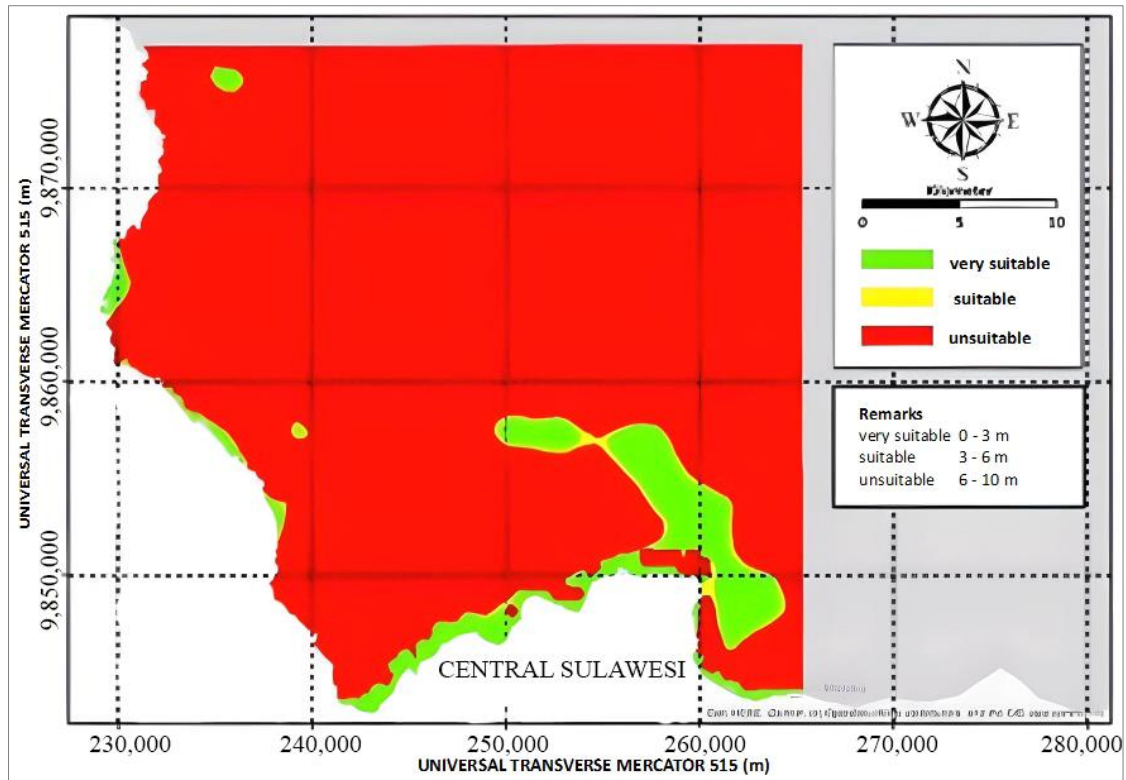 UNIVERSAL TRANSVERSE MERCATOR 515 (m)
9,870,000
9,860,000
9,850,000
N
W E
S
0 5 10
very suitable
suitable
unsuitable
Remarks
very suitable 0 - 3 m
suitable 3 - 6 m
unsuitable 6 - 10 m
CENTRAL SULAWESI
230,000 240,000 250,000 260,000 270,000 280,000
UNIVERSAL TRANSVERSE MERCATOR 515 (m)